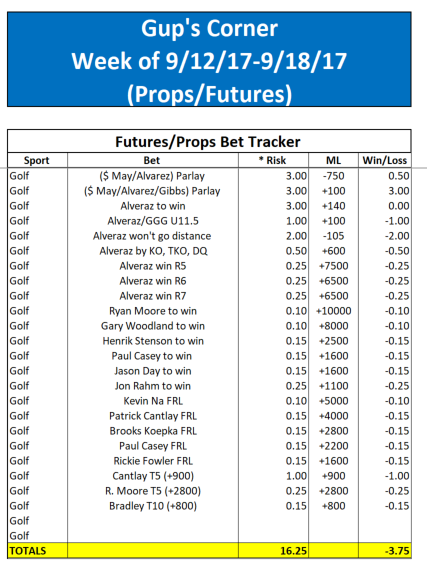 Gup's Corner
Week of 9/12/17-9/18/17
(Props/Futures)
Futures/Props Bet Tracker
Sport Bet * Risk ML Win/Loss
Golf ($ May/Alvarez) Parlay 3.00 -750 0.50
Golf ($ May/Alvarez/Gibbs) Parlay 3.00 +100 3.00
Golf Alveraz to win 3.00 +140 0.00
Golf Alveraz/GGG U11.5 1.00 +100 -1.00
Golf Alveraz won't go distance 2.00 -105 -2.00
Golf Alveraz by KO, TKO, DQ 0.50 +600 -0.50
Golf Alveraz win R5 0.25 +7500 -0.25
Golf Alveraz win R6 0.25 +6500 -0.25
Golf Alveraz win R7 0.25 +6500 -0.25
Golf Ryan Moore to win 0.10 +10000 -0.10
Golf Gary Woodland to win 0.10 +8000 -0.10
Golf Henrik Stenson to win 0.15 +2500 -0.15
Golf Paul Casey to win 0.15 +1600 -0.15
Golf Jason Day to win 0.15 +1600 -0.15
Golf Jon Rahm to win 0.25 +1100 -0.25
Golf Kevin Na FRL 0.10 +5000 -0.10
Golf Patrick Cantlay FRL 0.15 +4000 -0.15
Golf Brooks Koepka FRL 0.15 +2800 -0.15
Golf Paul Casey FRL 0.15 +2200 -0.15
Golf Rickie Fowler FRL 0.15 +1600 -0.15
Golf Cantlay T5 (+900) 1.00 +900 -1.00
Golf R. Moore T5 (+2800) 0.25 +2800 -0.25
Golf Bradley T10 (+800) 0.15 +800 -0.15
Golf
Golf
TOTALS 16.25 -3.75